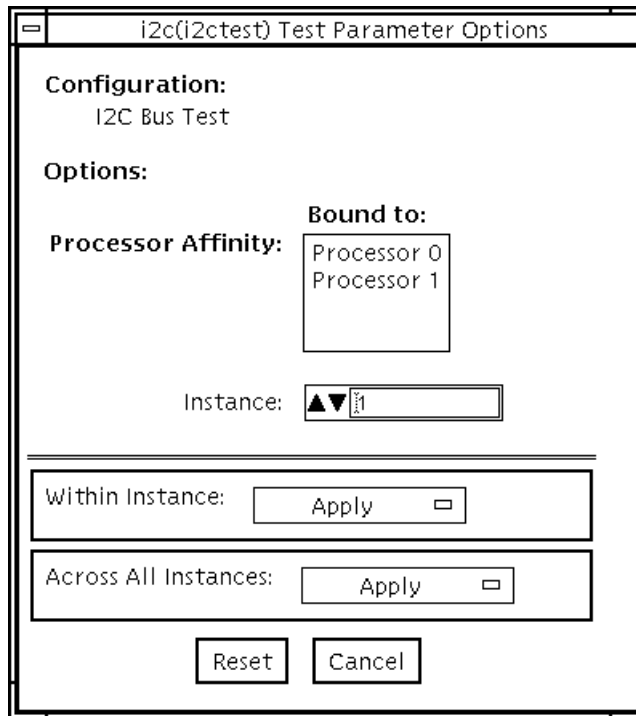 i2c(i2ctest) Test Parameter Options
Configuration:
I2C Bus Test
Options:
Bound to:
Processor Affinity:
Processor 0
Processor 1
Instance: 1
Within Instance: Apply
Across All Instances: Apply
Reset Cancel